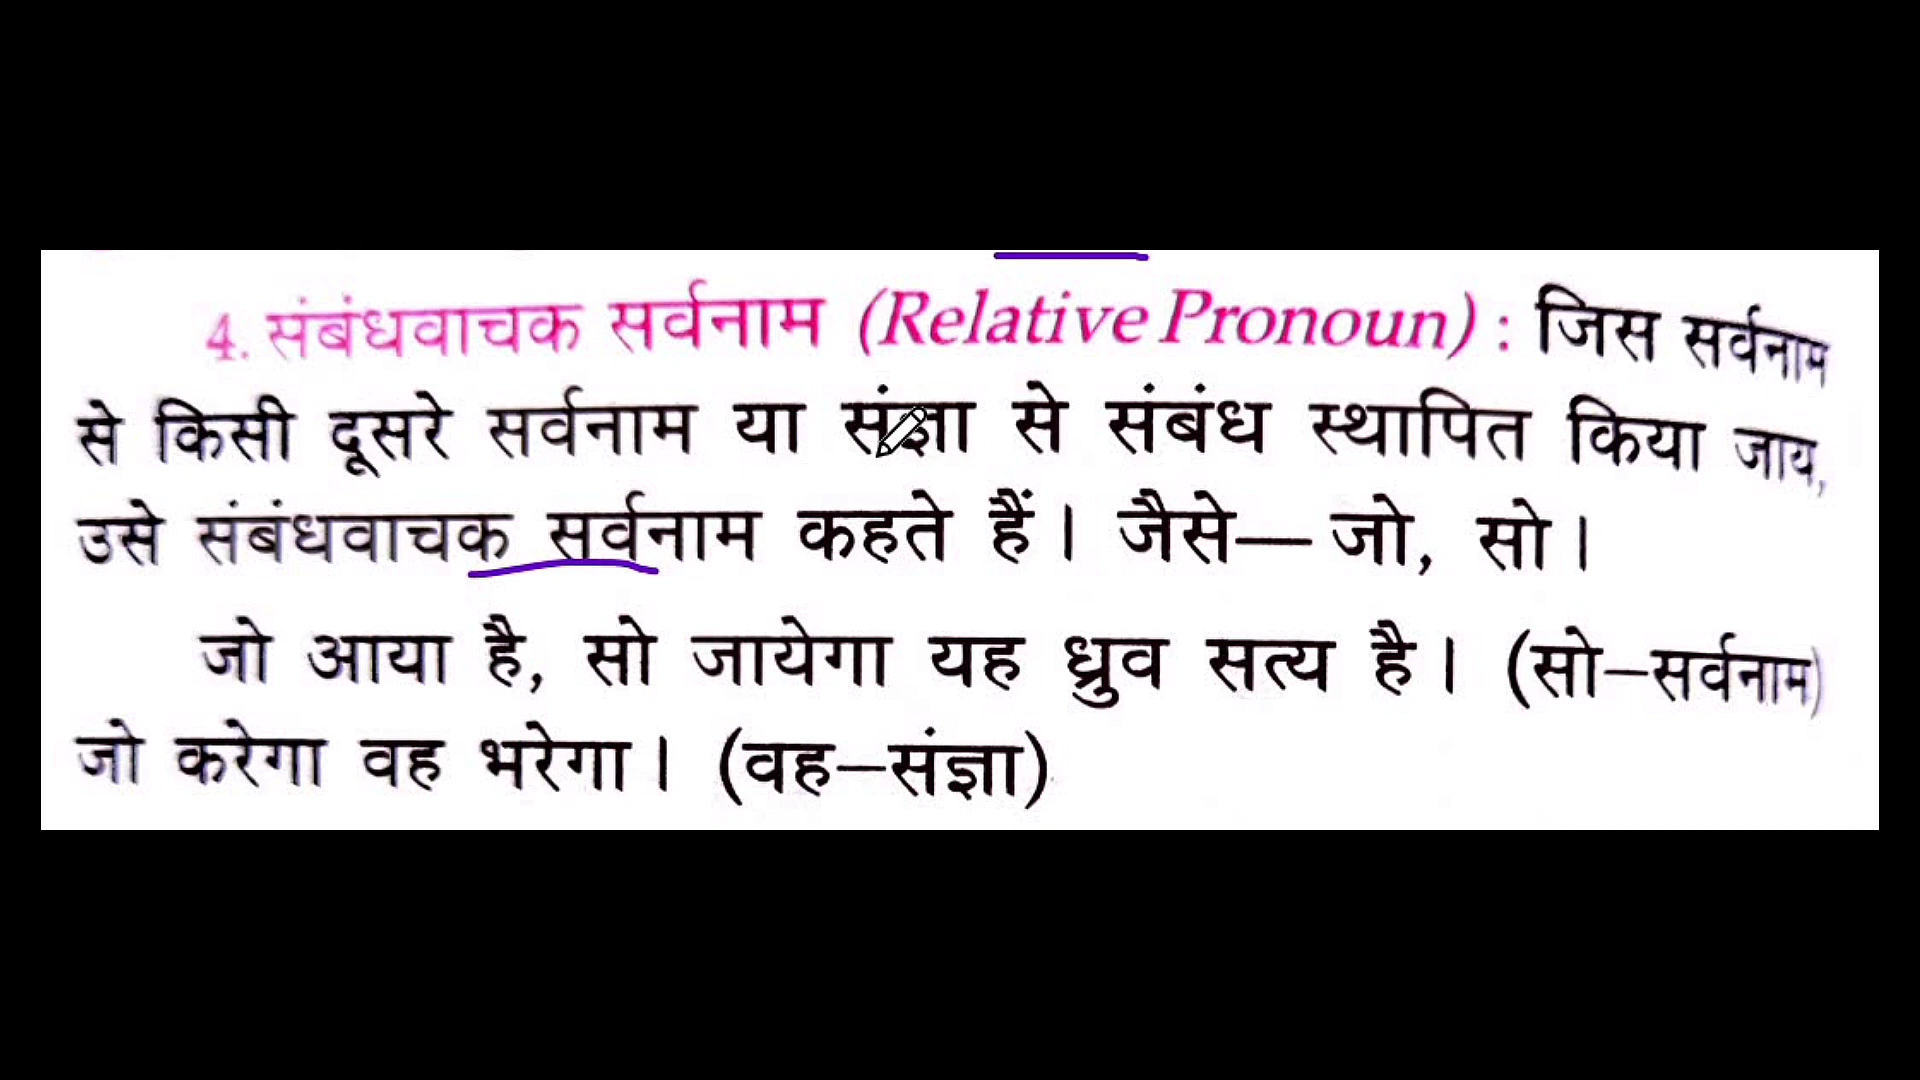 4. संबंधवाचक सर्वनाम (Relative Pronoun) : जिस सर्वनाम
से किसी दूसरे सर्वनाम या संज्ञा से संबंध स्थापित किया जाय,
उसे संबंधवाचक सर्वनाम कहते हैं। जैसे—जो, सो।
जो आया है, सो जायेगा यह ध्रुव सत्य है। (सो–सर्वनाम)
जो करेगा वह भरेगा। (वह–संज्ञा)